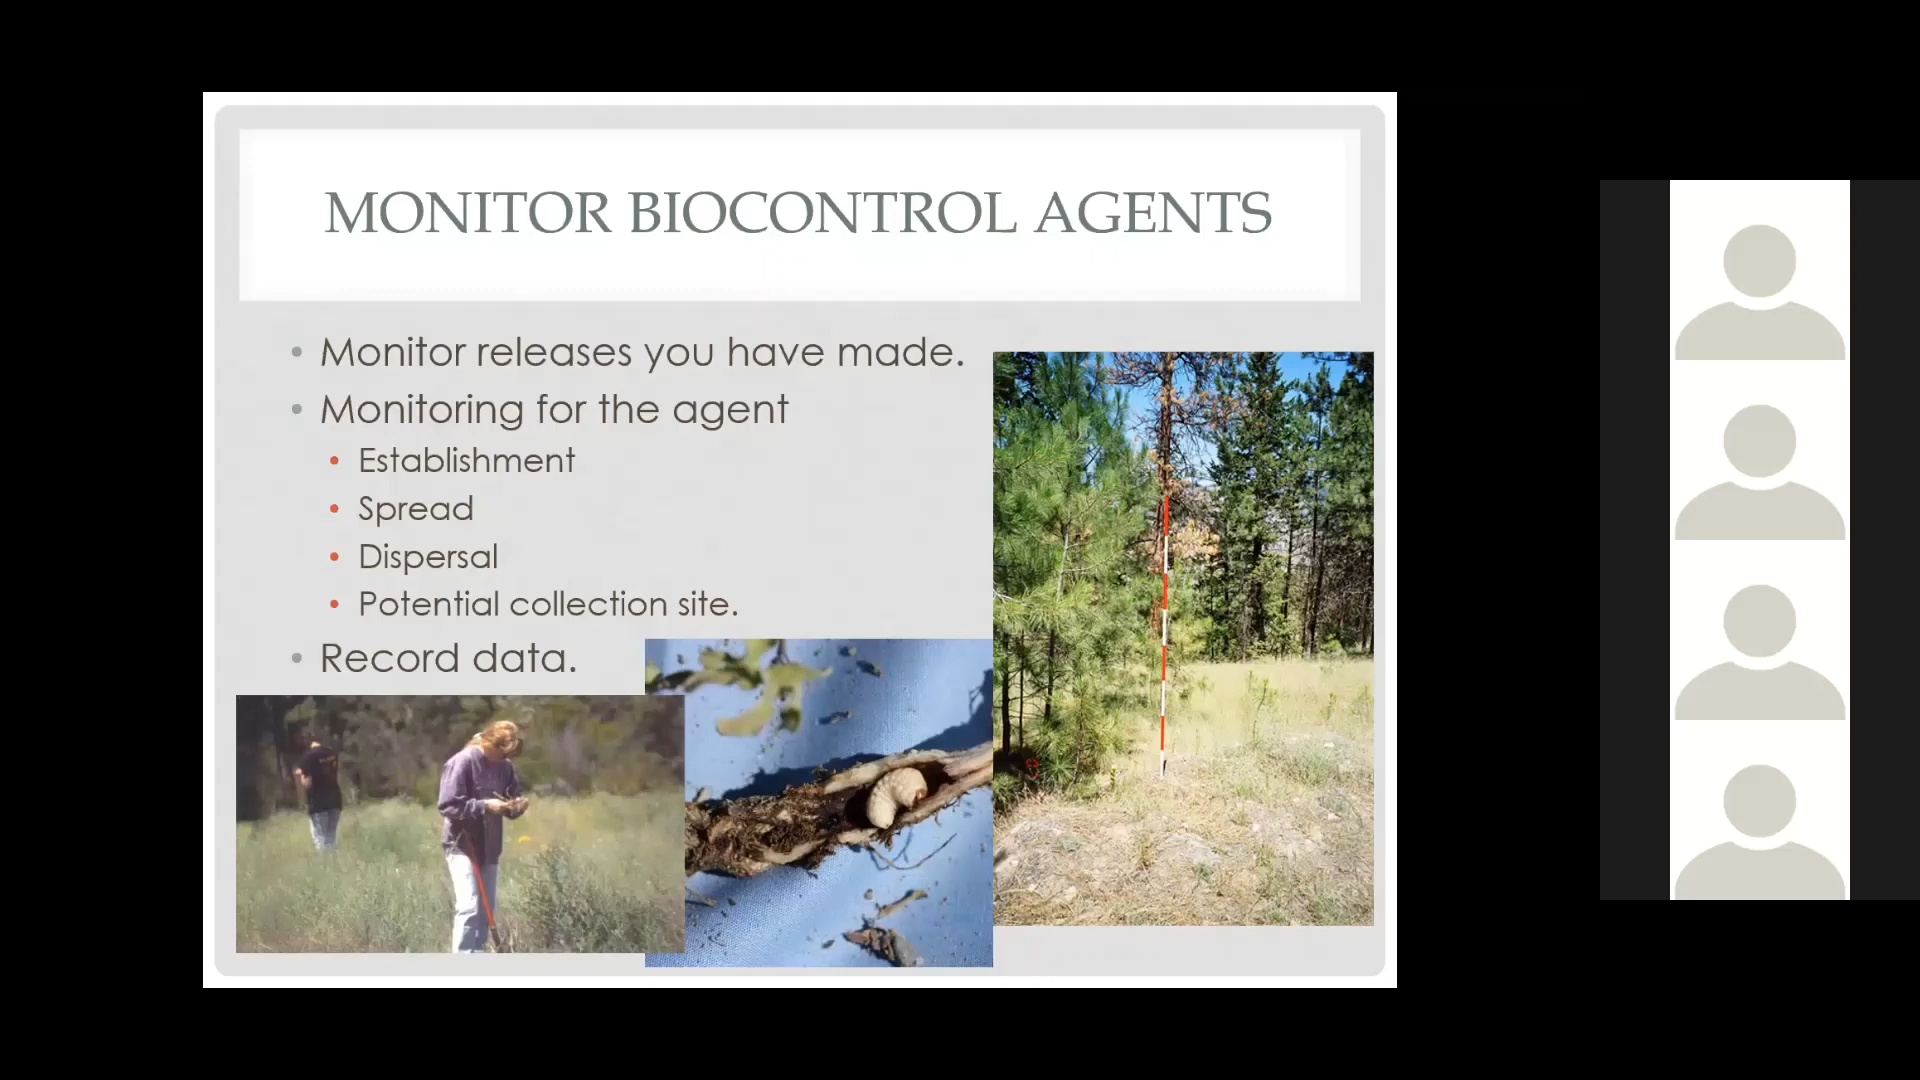 MONITOR BIOCONTROL AGENTS
• Monitor releases you have made.
• Monitoring for the agent
• Establishment
• Spread
• Dispersal
• Potential collection site.
• Record data.